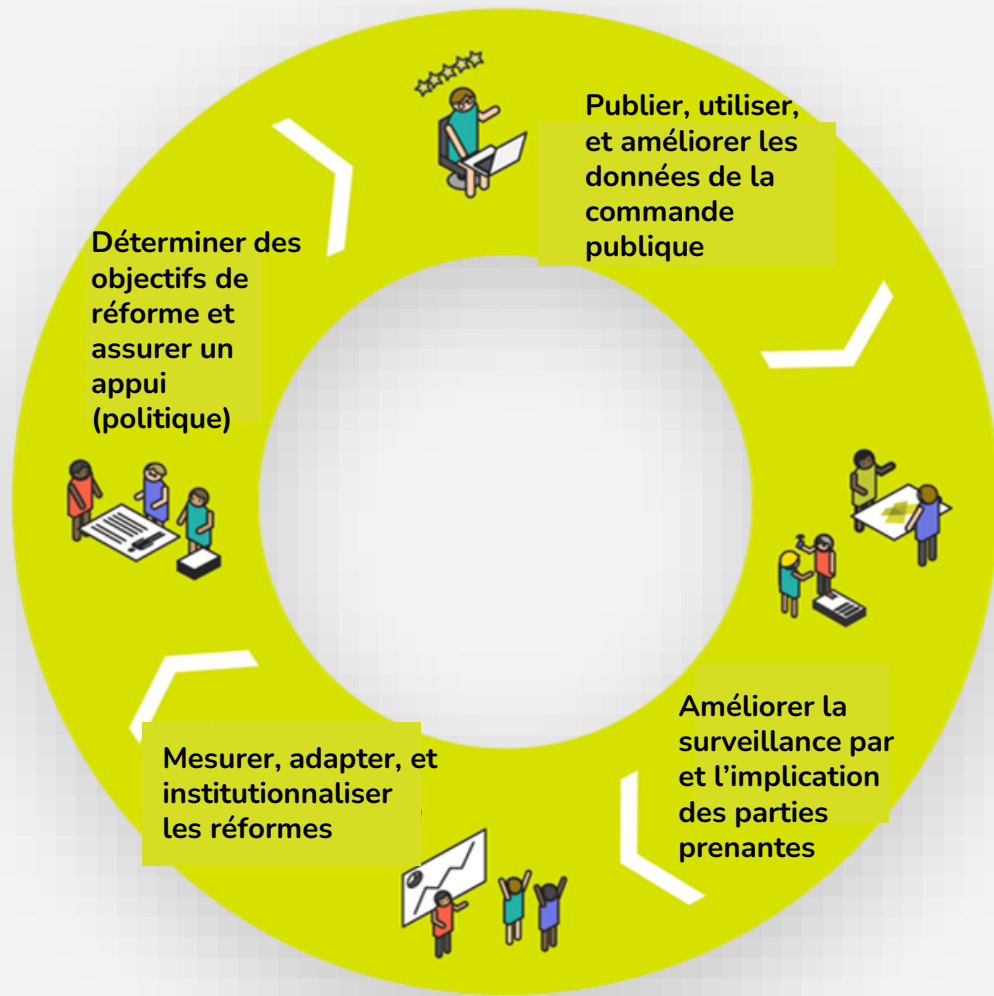 Publier, utiliser,
et améliorer les
données de la
commande
publique
Déterminer des
objectifs de
réforme et
assurer un
appui
(politique)
Améliorer la
surveillance par
et l’implication
des parties
prenantes
Mesurer, adapter, et
institutionnaliser
les réformes